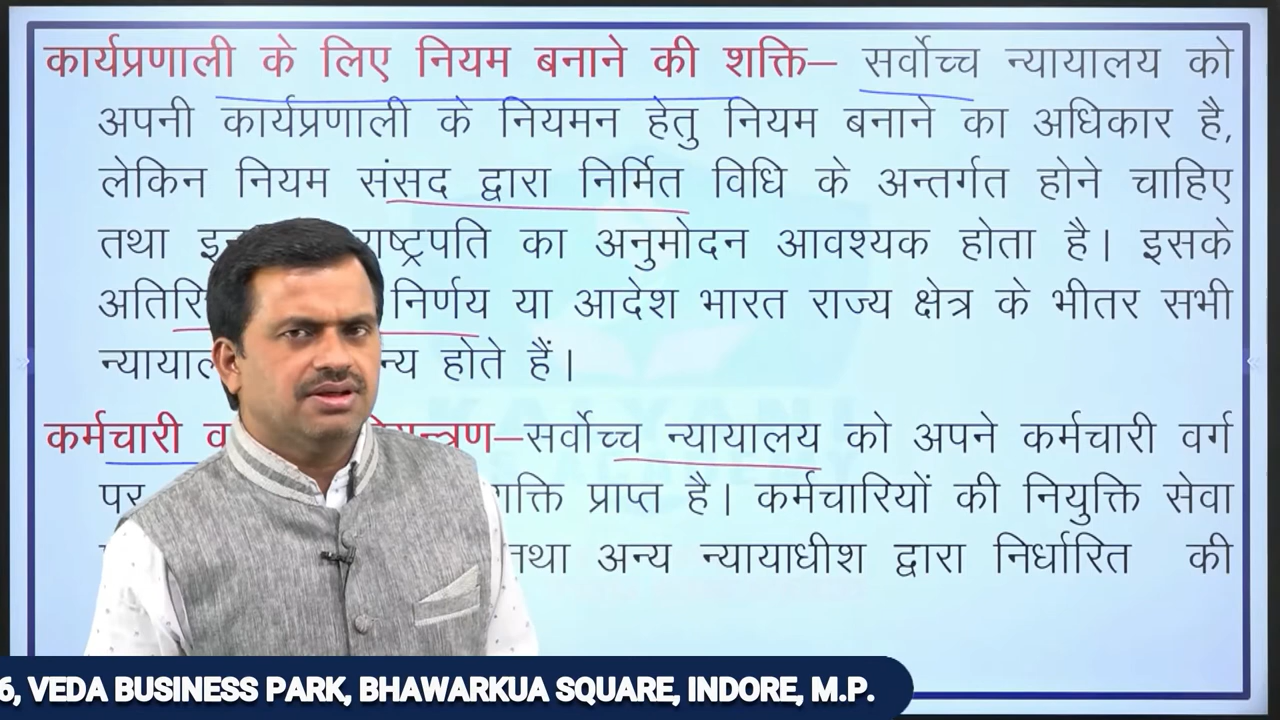 कार्यप्रणाली के लिए नियम बनाने की शक्ति– सर्वोच्च न्यायालय को
अपनी कार्यप्रणाली के नियमन हेतु नियम बनाने का अधिकार है,
लेकिन नियम संसद द्वारा निर्मित विधि के अन्तर्गत होने चाहिए
तथा राष्ट्रपति का अनुमोदन आवश्यक होता है। इसके
निर्णय या आदेश भारत राज्य क्षेत्र के भीतर सभी
होते हैं।
कर्मचारी नियन्त्रण–सर्वोच्च न्यायालय को अपने कर्मचारी वर्ग
पर शक्ति प्राप्त है। कर्मचारियों की नियुक्ति सेवा
तथा अन्य न्यायाधीश द्वारा निर्धारित की
6, VEDA BUSINESS PARK, BHAWARKUA SQUARE, INDORE, M.P.